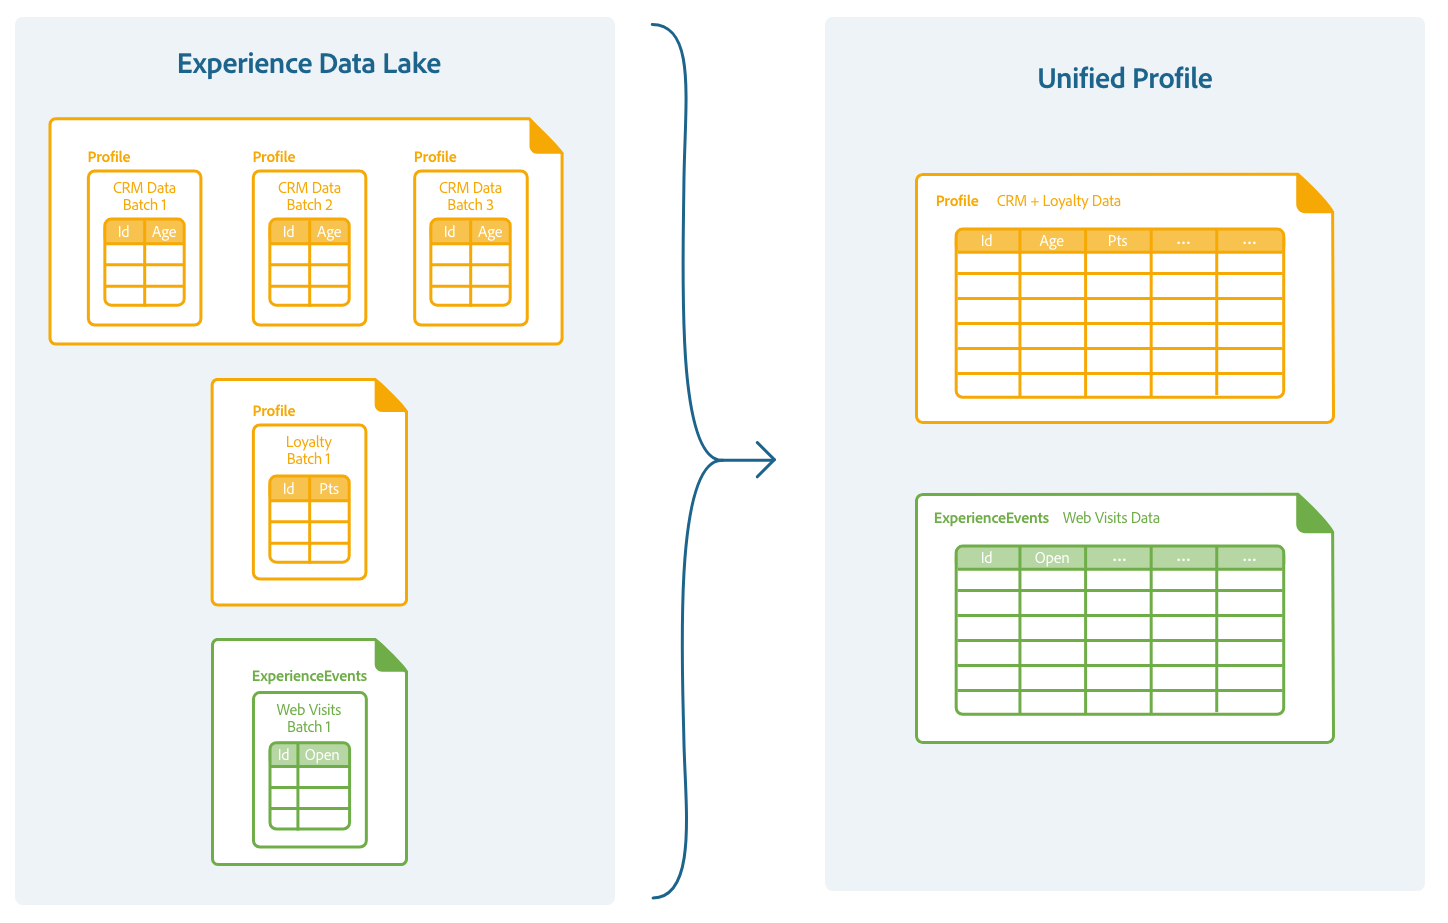 Experience Data Lake
Profile
CRM Data
Batch 1
Id Age
Profile
CRM Data
Batch 2
Id Age
Profile
CRM Data
Batch 3
Id Age
Profile
Loyalty
Batch 1
Id Pts
ExperienceEvents
Web Visits
Batch 1
Id Open
Unified Profile
Profile CRM + Loyalty Data
Id Age Pts ... ...
ExperienceEvents Web Visits Data
Id Open ... ... ...